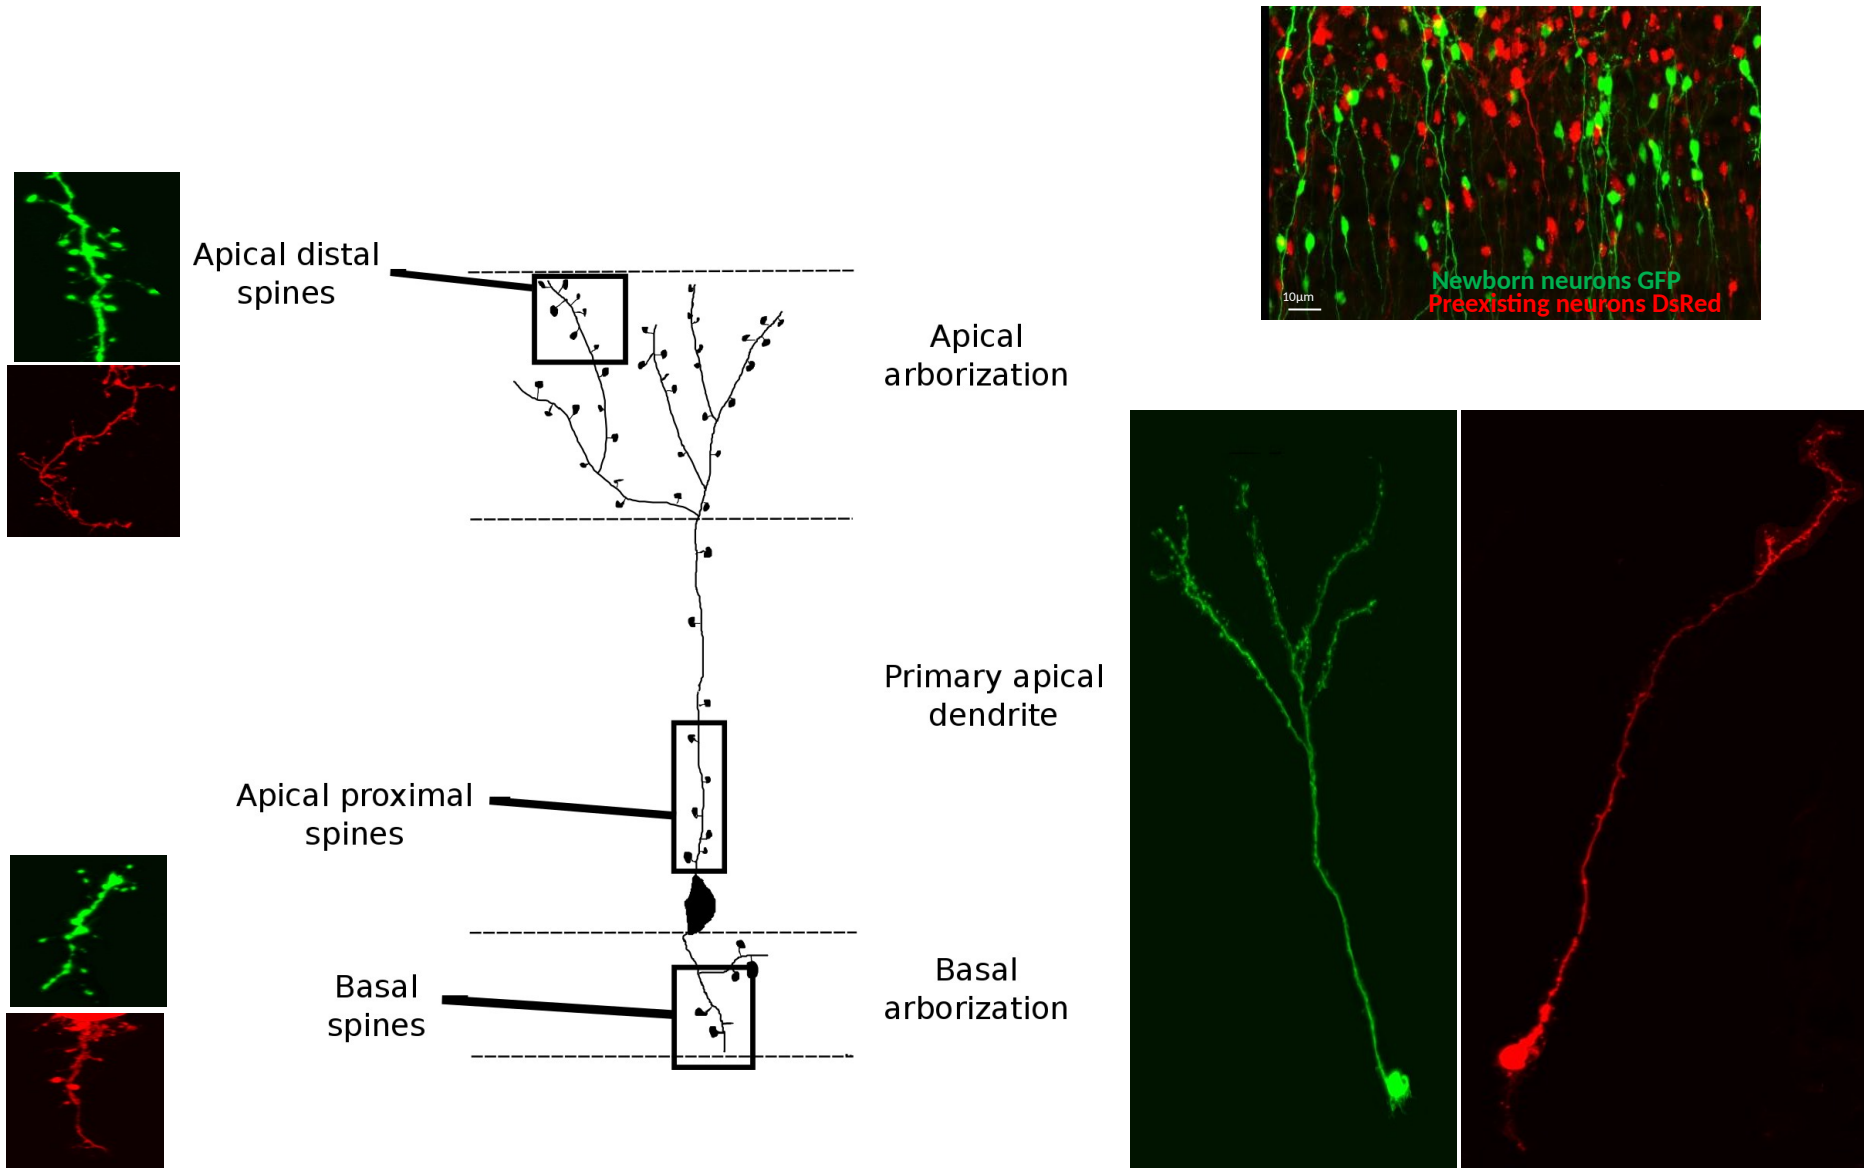 Newborn neurons GFP
Preexisting neurons DsRed
10µm
Apical distal
spines
Apical
arborization
Primary apical
dendrite
Apical proximal
spines
Basal
spines
Basal
arborization